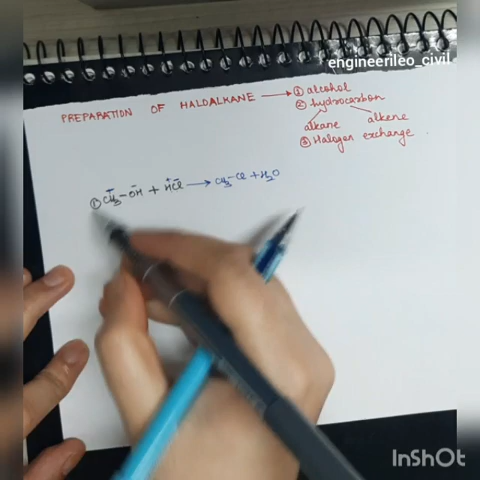 engineerileo_civil
PREPARATION OF HALOALKANE → ① alcohol
② hydrocarbon
alkane alkene
③ Halogen exchange.
① CH₃–OH + HCl → CH₃–Cl + H₂O
INSHOT